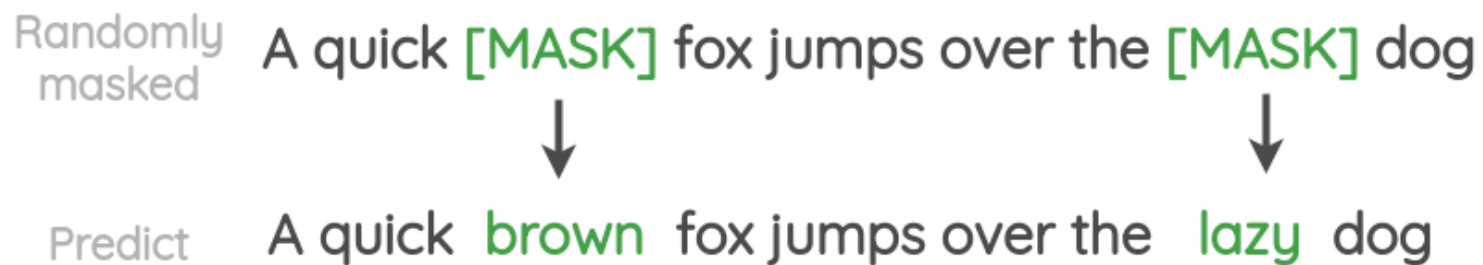 Randomly
masked
A quick [MASK] fox jumps over the [MASK] dog
Predict
A quick brown fox jumps over the lazy dog